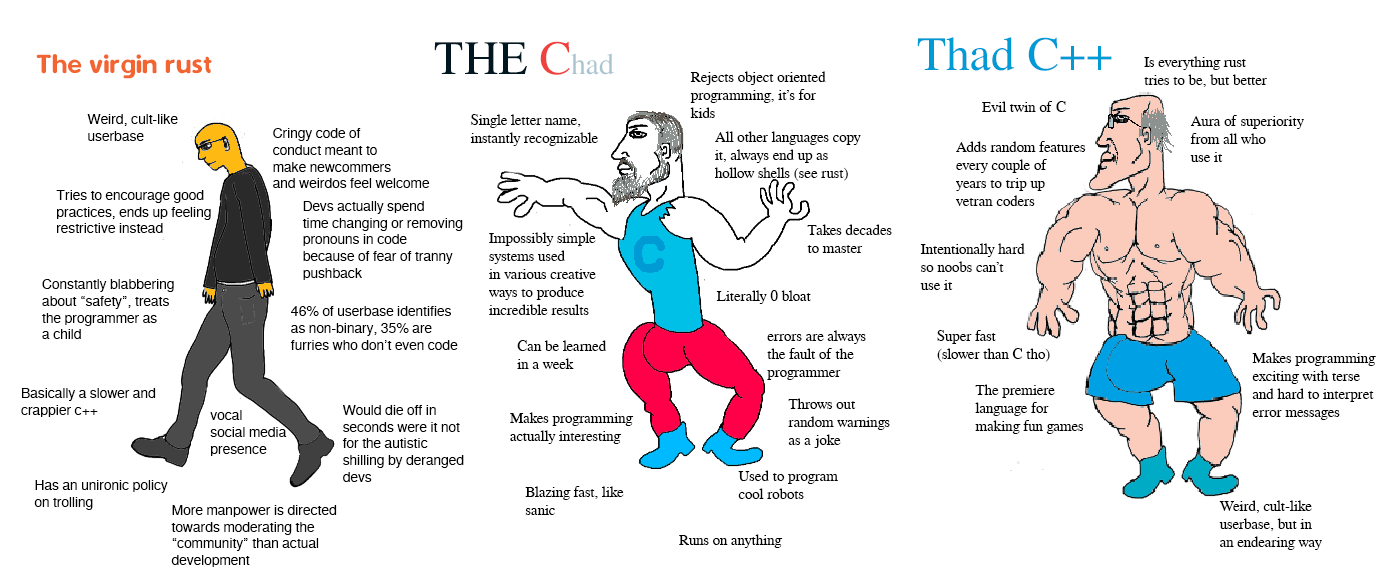 The virgin rust
Weird, cult-like
userbase
Cringy code of
conduct meant to
make newcommers
and weirdos feel welcome
Tries to encourage good
practices, ends up feeling
restrictive instead
Devs actually spend
time changing or removing
pronouns in code
because of fear of tranny
pushback
Constantly blabbering
about “safety”, treats
the programmer as
a child
46% of userbase identifies
as non-binary, 35% are
furries who don’t even code
Basically a slower and
crappier c++
vocal
social media
presence
Would die off in
seconds were it not
for the autistic
shilling by deranged
devs
Has an unironic policy
on trolling
More manpower is directed
towards moderating the
“community” than actual
development
THE Chad
Rejects object oriented
programming, it’s for
kids
Single letter name,
instantly recognizable
All other languages copy
it, always end up as
hollow shells (see rust)
C
Takes decades
to master
Impossibly simple
systems used
in various creative
ways to produce
incredible results
Literally 0 bloat
Can be learned
in a week
errors are always
the fault of the
programmer
Makes programming
actually interesting
Throws out
random warnings
as a joke
Blazing fast, like
sanic
Used to program
cool robots
Runs on anything
Thad C++
Is everything rust
tries to be, but better
Evil twin of C
Aura of superiority
from all who
use it
Adds random features
every couple of
years to trip up
vetran coders
Intentionally hard
so noobs can’t
use it
Super fast
(slower than C tho)
Makes programming
exciting with terse
and hard to interpret
error messages
The premiere
language for
making fun games
Weird, cult-like
userbase, but in
an endearing way